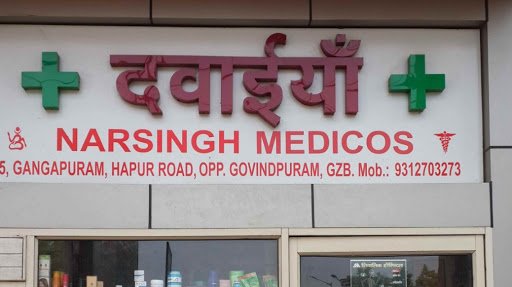 दवाईयाँ
NARSINGH MEDICOS
5, GANGAPURAM, HAPUR ROAD, OPP. GOVINDPURAM, GZB. Mob.: 9312703273